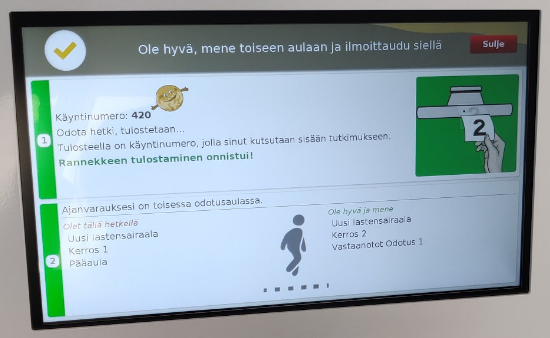 Ole hyvä, mene toiseen aulaan ja ilmoittaudu siellä
Sulje
1
Käyntinumero: 420
Odota hetki, tulostetaan...
Tulosteella on käyntinumero, jolla sinut kutsutaan sisään tutkimukseen.
Rannekkeen tulostaminen onnistui!
2
2
Ajanvarauksesi on toisessa odotusaulassa.
Olet tällä hetkellä
Uusi lastensairaala
Kerros 1
Pääaula
Ole hyvä ja mene
Uusi lastensairaala
Kerros 2
Vastaanotot Odotus 1